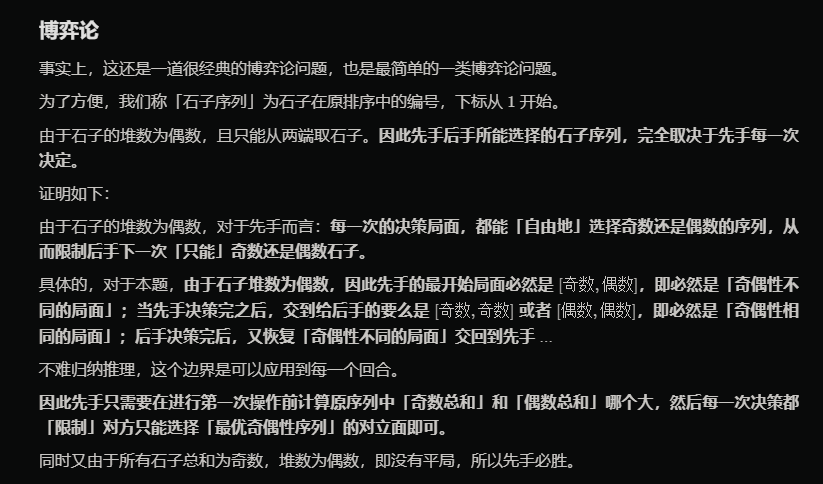 博弈论
事实上，这还是一道很经典的博弈论问题，也是最简单的一类博弈论问题。
为了方便，我们称「石子序列」为石子在原排序中的编号，下标从 1 开始。
由于石子的堆数为偶数，且只能从两端取石子。因此先手后手所能选择的石子序列，完全取决于先手每一次
决定。
证明如下：
由于石子的堆数为偶数，对于先手而言：每一次的决策局面，都能「自由地」选择奇数还是偶数的序列，从
而限制后手下一次「只能」奇数还是偶数石子。
具体的，对于本题，由于石子堆数为偶数，因此先手的最开始局面必然是 [奇数, 偶数]，即必然是「奇偶性不
同的局面」；当先手决策完之后，交到给后手的要么是 [奇数, 奇数] 或者 [偶数, 偶数]，即必然是「奇偶性相
同的局面」；后手决策完后，又恢复「奇偶性不同的局面」交回到先手 ...
不难归纳推理，这个边界是可以应用到每一个回合。
因此先手只需要在进行第一次操作前计算原序列中「奇数总和」和「偶数总和」哪个大，然后每一次决策都
「限制」对方只能选择「最优奇偶性序列」的对立面即可。
同时又由于所有石子总和为奇数，堆数为偶数，即没有平局，所以先手必胜。